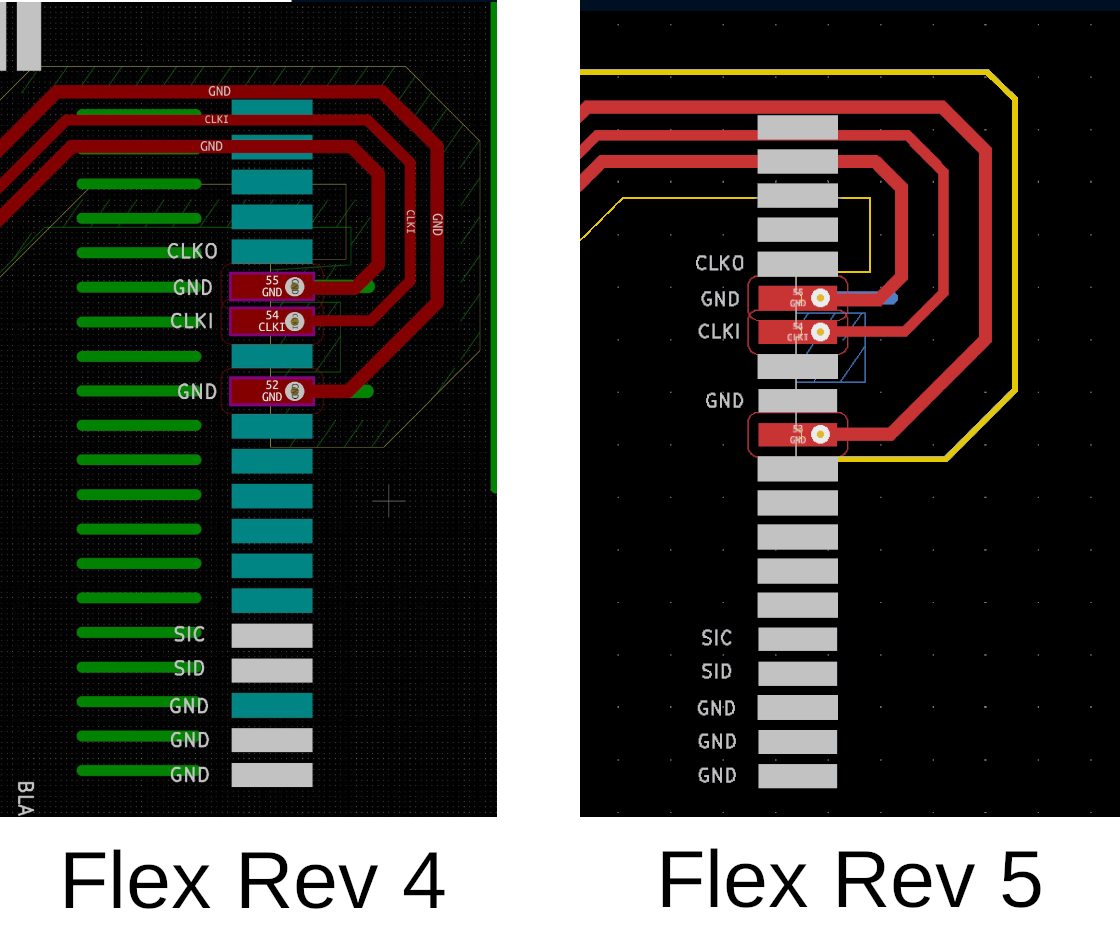 GND
CLKI
GND
CLKI
GND
CLKO
GND
55
GND
CLKI
54
CLKI
GND
52
GND
SIC
SID
GND
GND
GND
BLA
Flex Rev 4
CLKO
GND
55
GND
CLKI
54
CLKI
GND
53
GND
SIC
SID
GND
GND
GND
Flex Rev 5